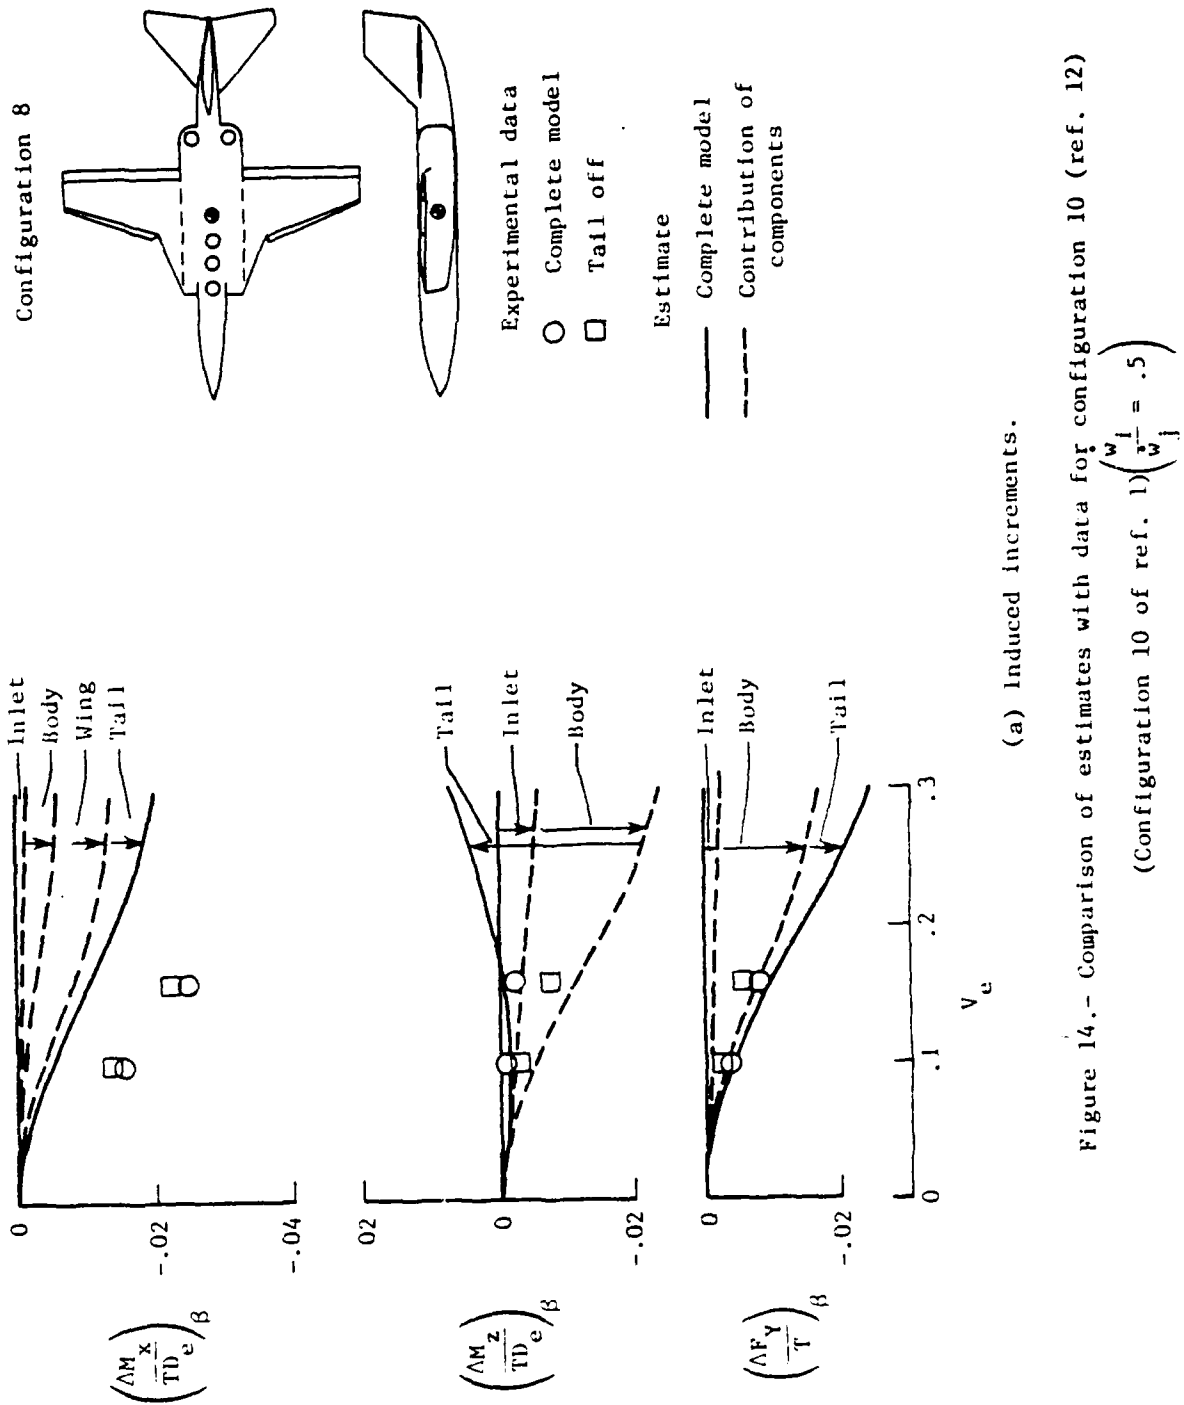 Configuration 8
Experimental data
Complete model
Tail off
Estimate
Complete model
Contribution of
components
Inlet
Body
Wing
Tail
0
-.02
-.04
(ΔM_x / TD_e)_β
Tail
Inlet
Body
.02
0
-.02
(ΔM_z / TD_e)_β
Inlet
Body
Tail
0
-.02
(ΔF_Y / T)_β
0 .1 .2 .3
V_e
(a) Induced increments.
Figure 14.- Comparison of estimates with data for configuration 10 (ref. 12)
(Configuration 10 of ref. 1) (w_i / w_j = .5)